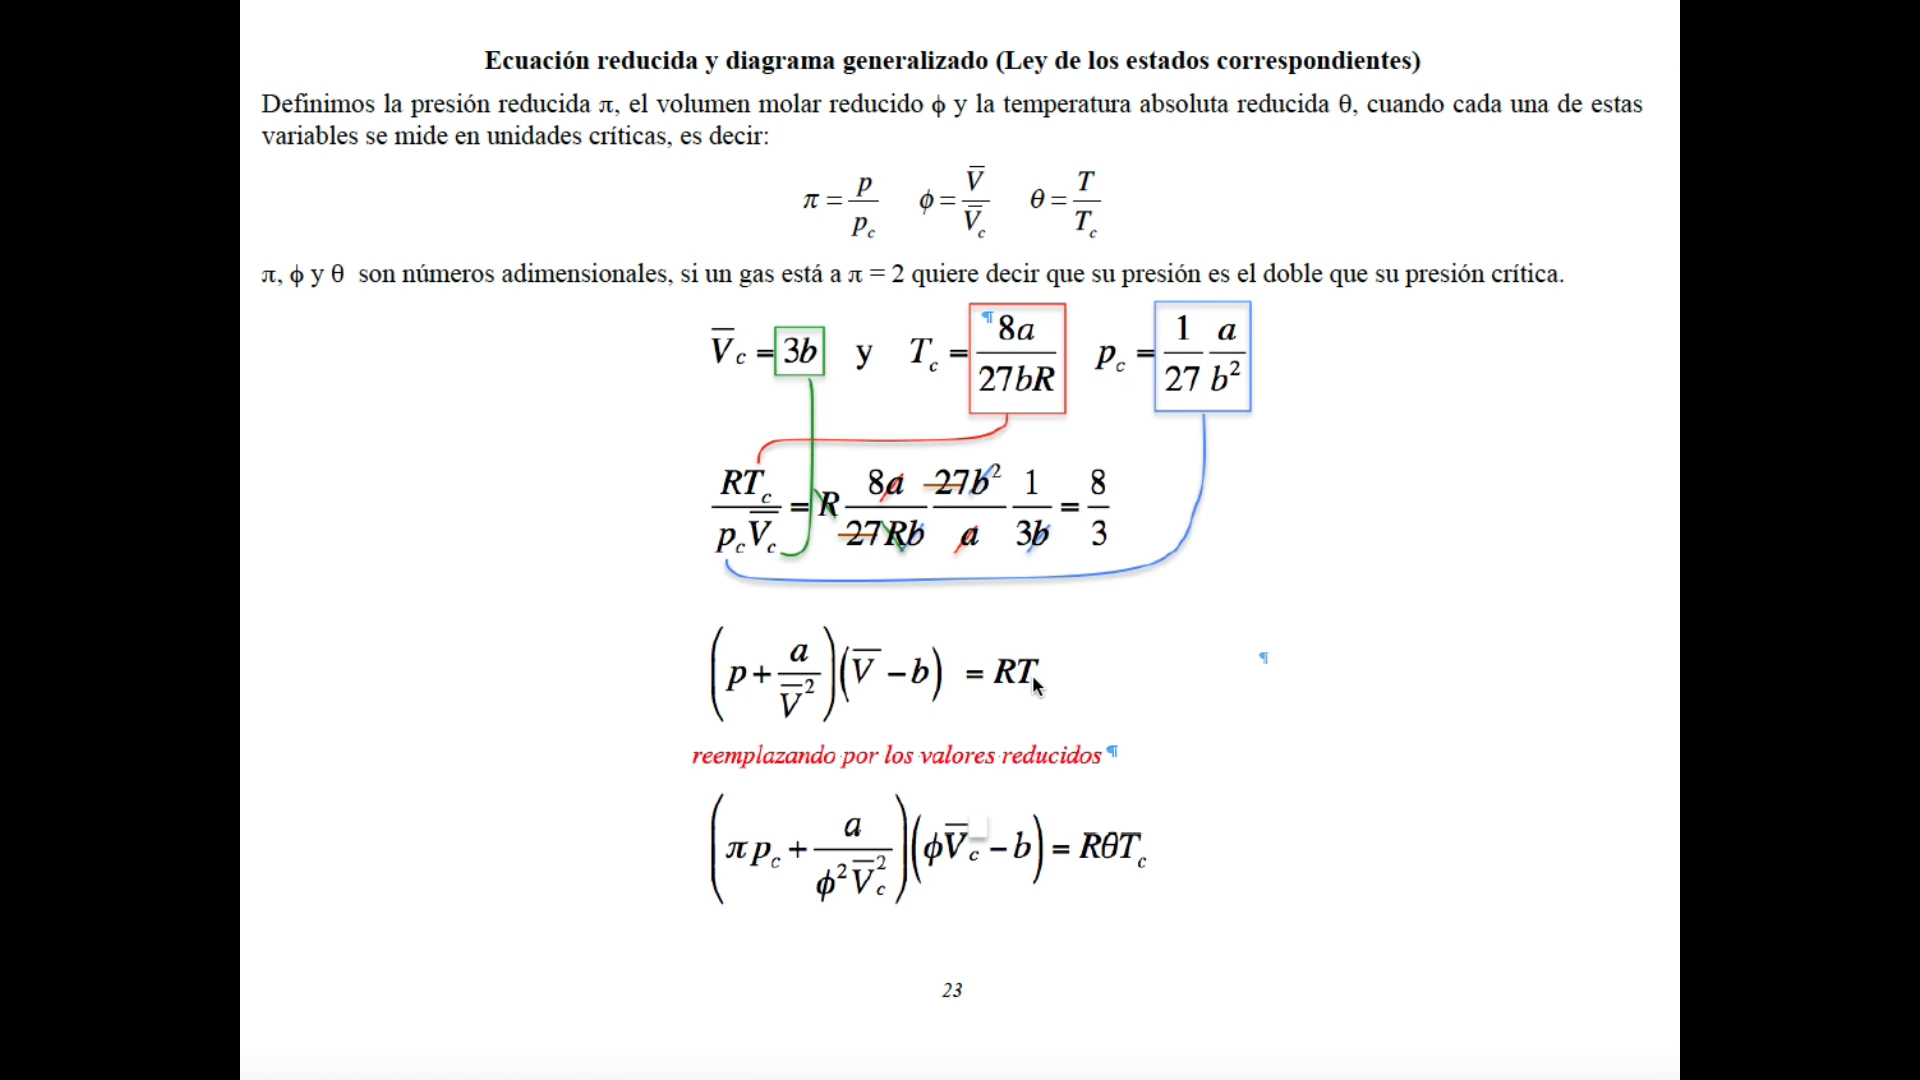 Ecuación reducida y diagrama generalizado (Ley de los estados correspondientes)
Definimos la presión reducida π, el volumen molar reducido ϕ y la temperatura absoluta reducida θ, cuando cada una de estas
variables se mide en unidades críticas, es decir:
π = p/p_c   ϕ = V̅/V̅_c   θ = T/T_c
π, ϕ y θ son números adimensionales, si un gas está a π = 2 quiere decir que su presión es el doble que su presión crítica.
V̅_c = 3b y T_c = ¶ 8a/27bR   p_c = 1/27 a/b²
RT_c/p_cV̅_c = R 8a/27Rb 27b²/a 1/3b = 8/3
(p + a/V̅²)(V̅ − b) = RT ¶
reemplazando por los valores reducidos ¶
(πp_c + a/ϕ²V̅_c²)(ϕV̅_c − b) = RθT_c
23